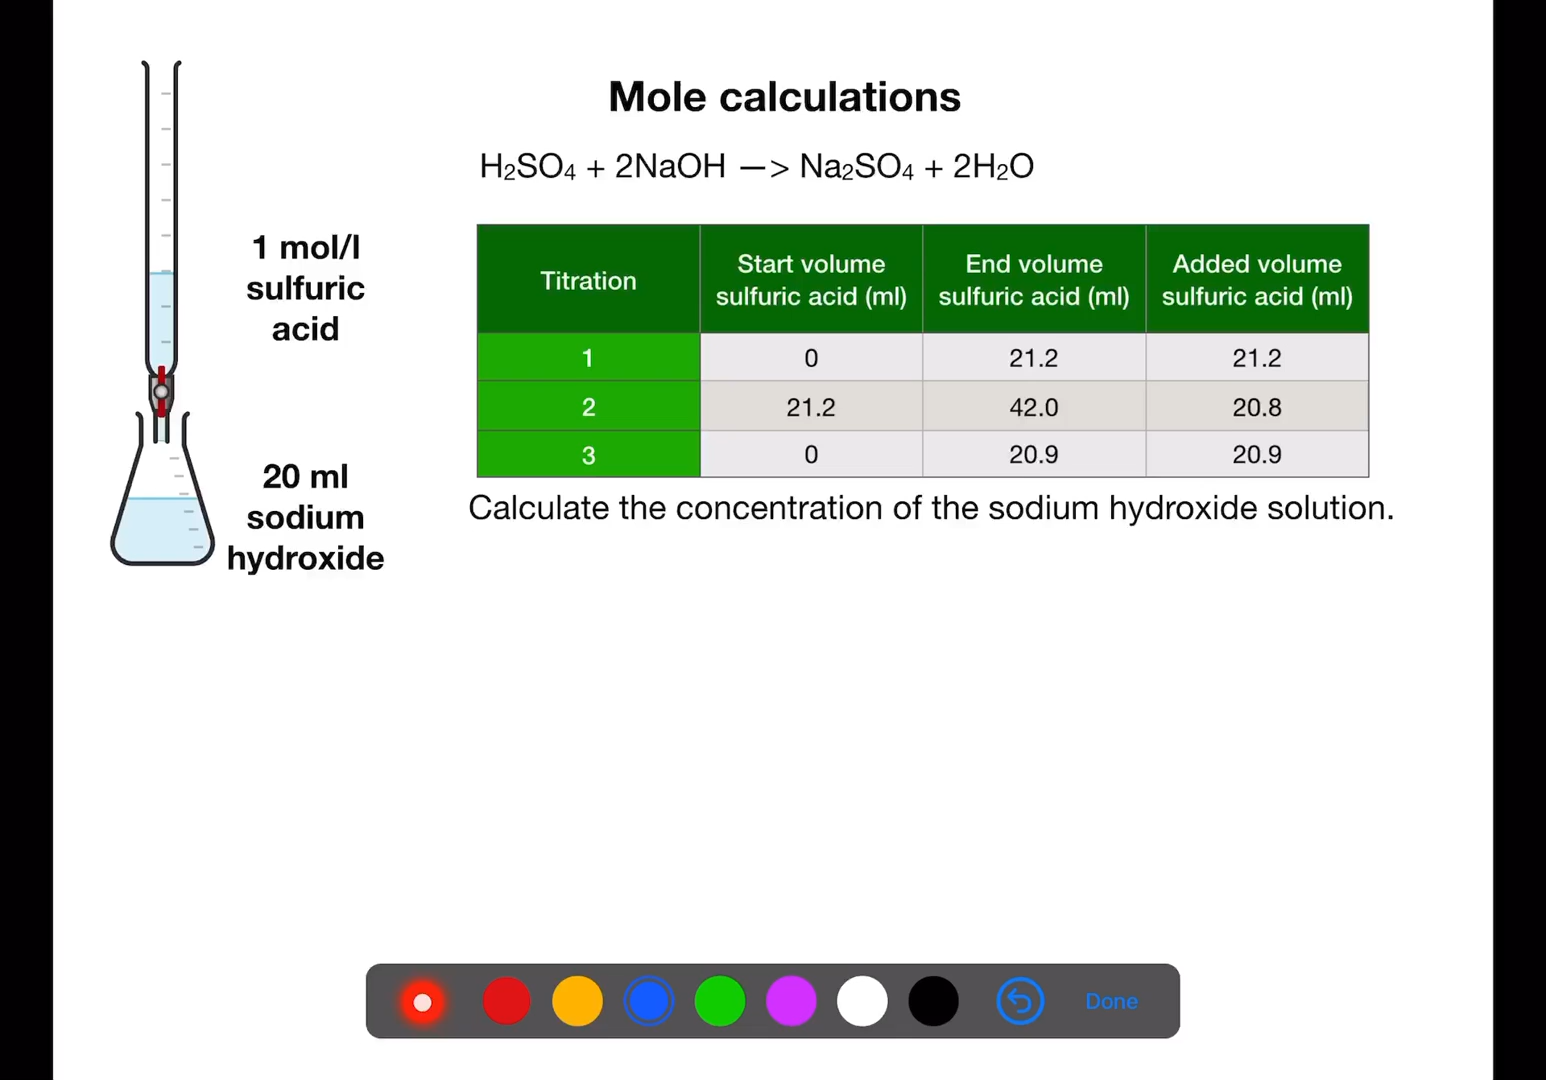 Mole calculations
H₂SO₄ + 2NaOH —> Na₂SO₄ + 2H₂O
1 mol/l
sulfuric
acid
20 ml
sodium
hydroxide
Titration
Start volume
sulfuric acid (ml)
End volume
sulfuric acid (ml)
Added volume
sulfuric acid (ml)
1 0 21.2 21.2
2 21.2 42.0 20.8
3 0 20.9 20.9
Calculate the concentration of the sodium hydroxide solution.
Done